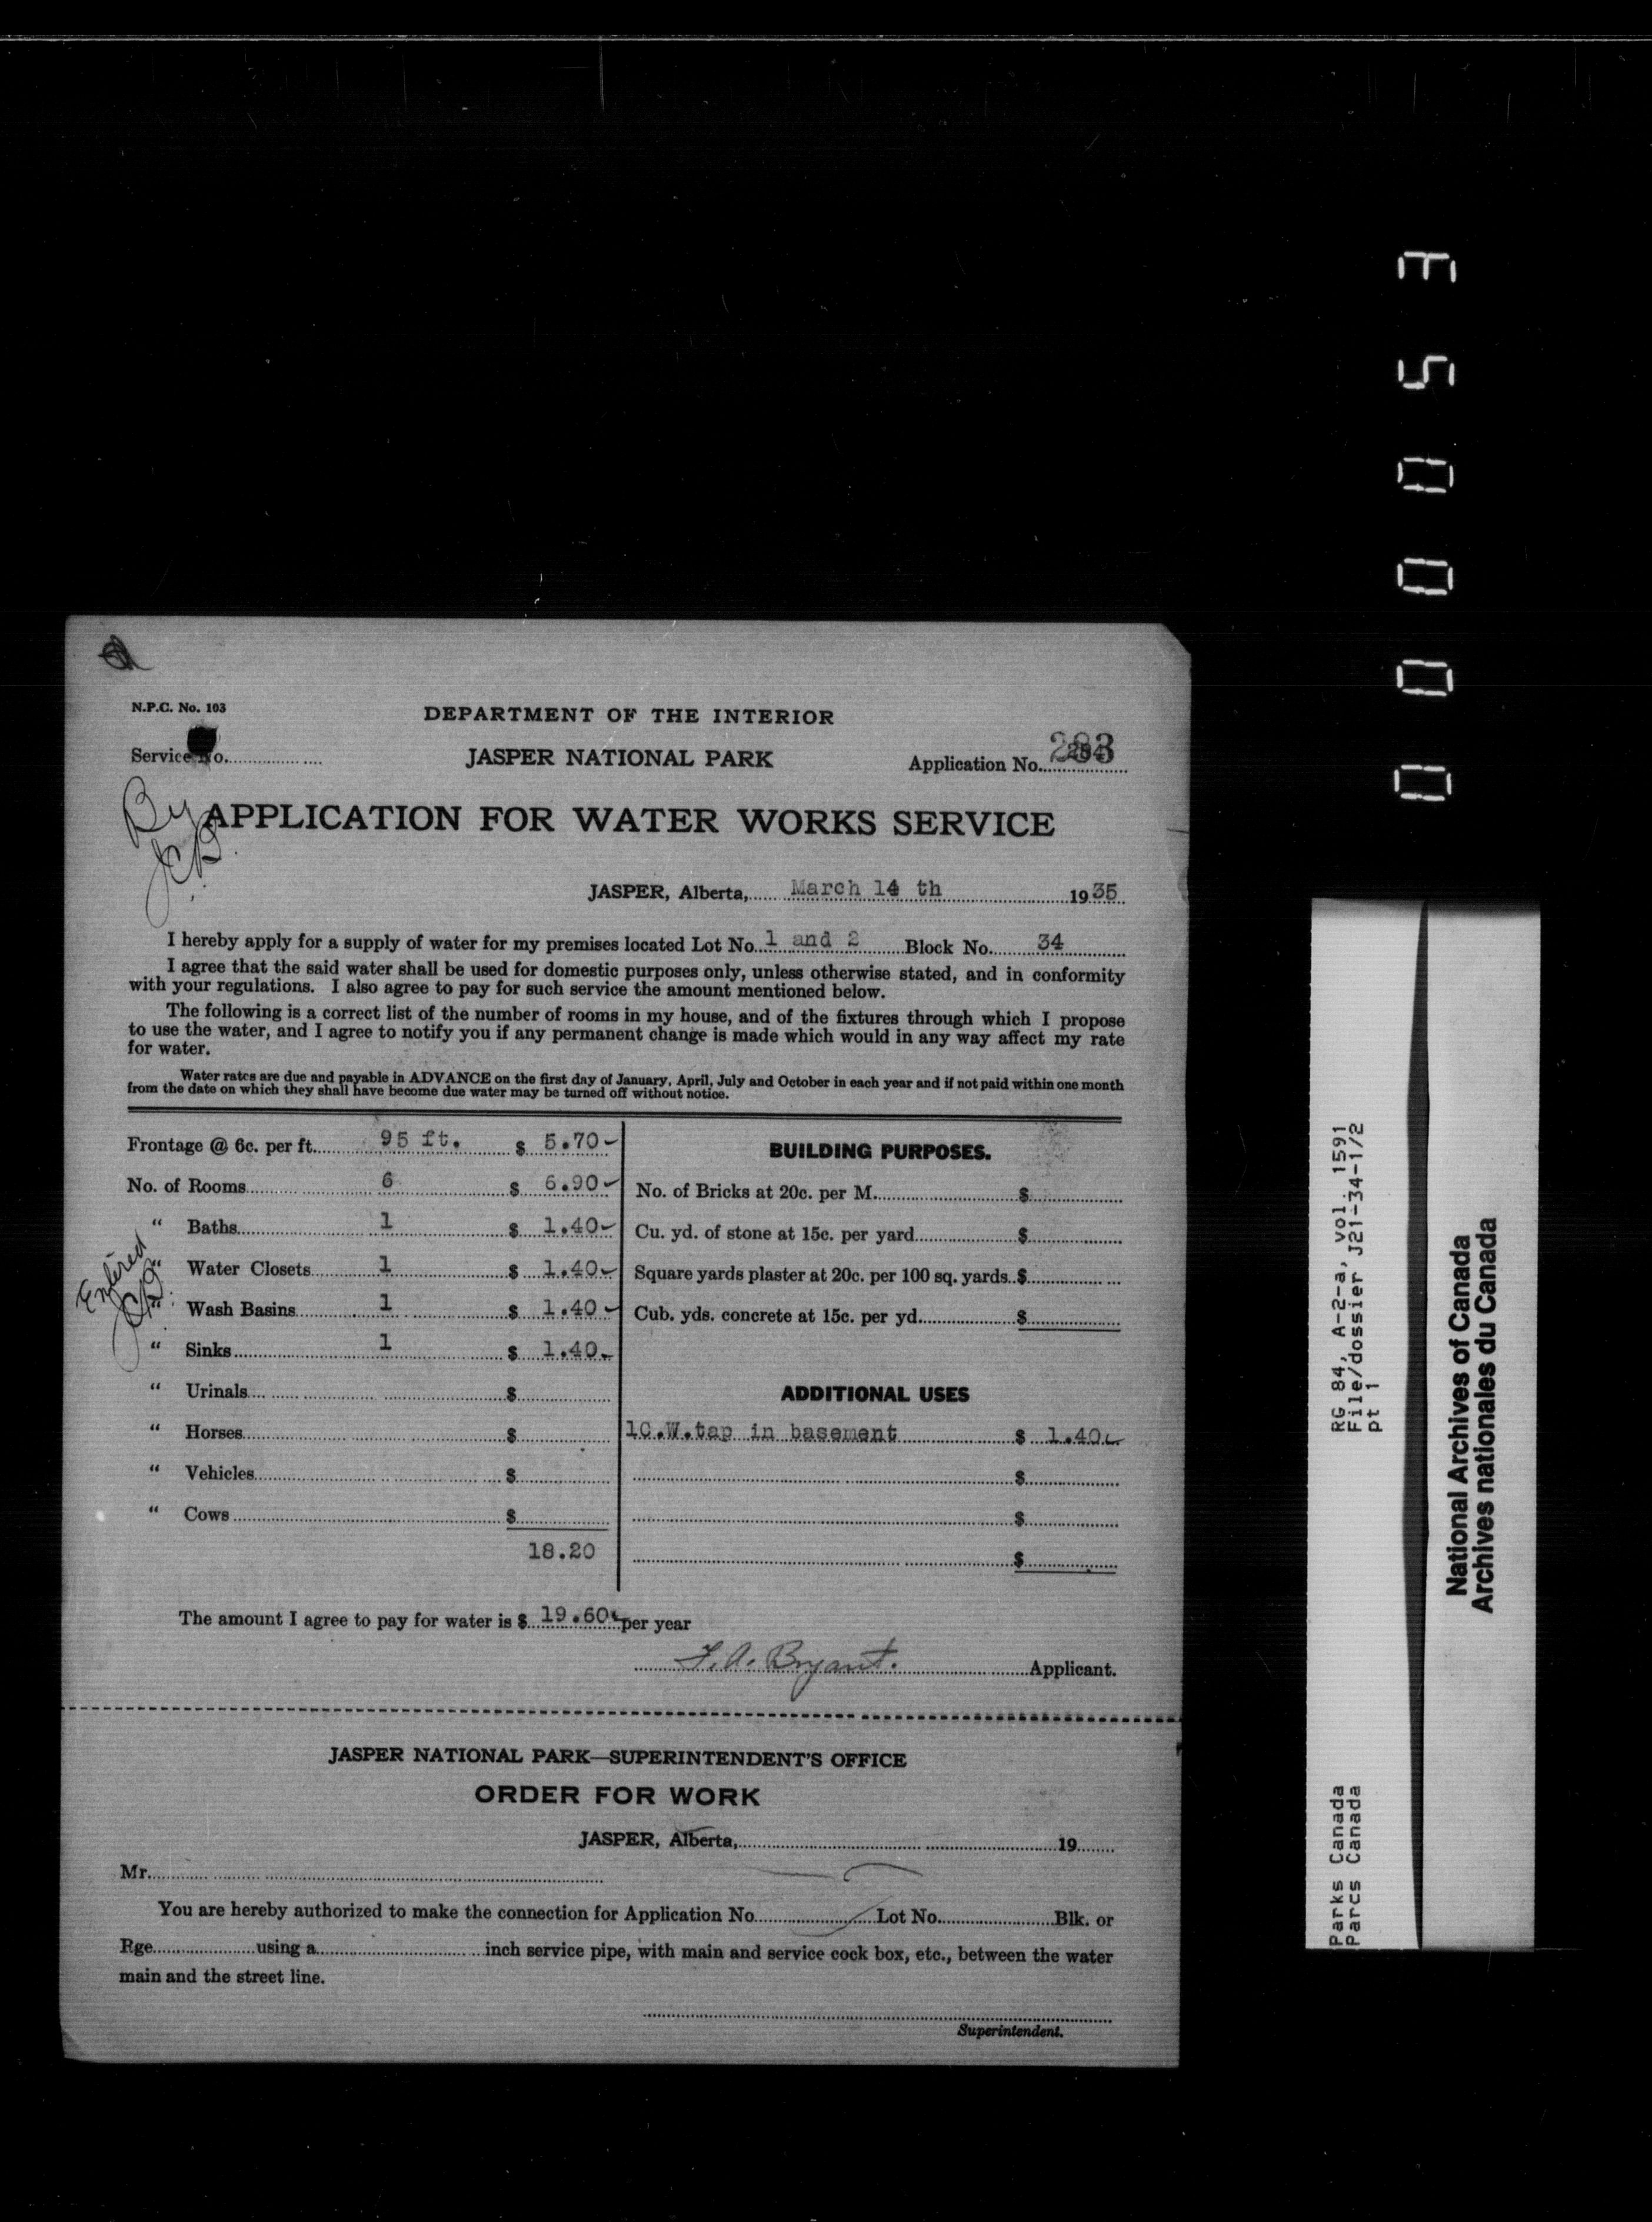 N.P.C. No. 103
DEPARTMENT OF THE INTERIOR
Service No.
JASPER NATIONAL PARK
Application No. 283
By
J.C.D.
APPLICATION FOR WATER WORKS SERVICE
JASPER, Alberta, March 14 th 1935
I hereby apply for a supply of water for my premises located Lot No. 1 and 2 Block No. 34
I agree that the said water shall be used for domestic purposes only, unless otherwise stated, and in conformity
with your regulations. I also agree to pay for such service the amount mentioned below.
The following is a correct list of the number of rooms in my house, and of the fixtures through which I propose
to use the water, and I agree to notify you if any permanent change is made which would in any way affect my rate
for water.
Water rates are due and payable in ADVANCE on the first day of January, April, July and October in each year and if not paid within one month
from the date on which they shall have become due water may be turned off without notice.
Frontage @ 6c. per ft. 95 ft. $ 5.70
No. of Rooms 6 $ 6.90
" Baths 1 $ 1.40
" Water Closets 1 $ 1.40
" Wash Basins 1 $ 1.40
" Sinks 1 $ 1.40
" Urinals $
" Horses $
" Vehicles $
" Cows $
18.20
Entered
BUILDING PURPOSES.
No. of Bricks at 20c. per M. $
Cu. yd. of stone at 15c. per yard $
Square yards plaster at 20c. per 100 sq. yards $
Cub. yds. concrete at 15c. per yd. $
ADDITIONAL USES
1C.W.tap in basement $ 1.40
$
$
$
The amount I agree to pay for water is $ 19.60 per year
F. A. Bryant. Applicant.
JASPER NATIONAL PARK—SUPERINTENDENT'S OFFICE
ORDER FOR WORK
JASPER, Alberta, 19
Mr.
You are hereby authorized to make the connection for Application No. Lot No. Blk. or
Rge. using a inch service pipe, with main and service cock box, etc., between the water
main and the street line.
Superintendent.
000053
RG 84, A-2-a, vol. 1591
File/dossier J21-34-1/2
pt 1
Parks Canada
Parcs Canada
National Archives of Canada
Archives nationales du Canada